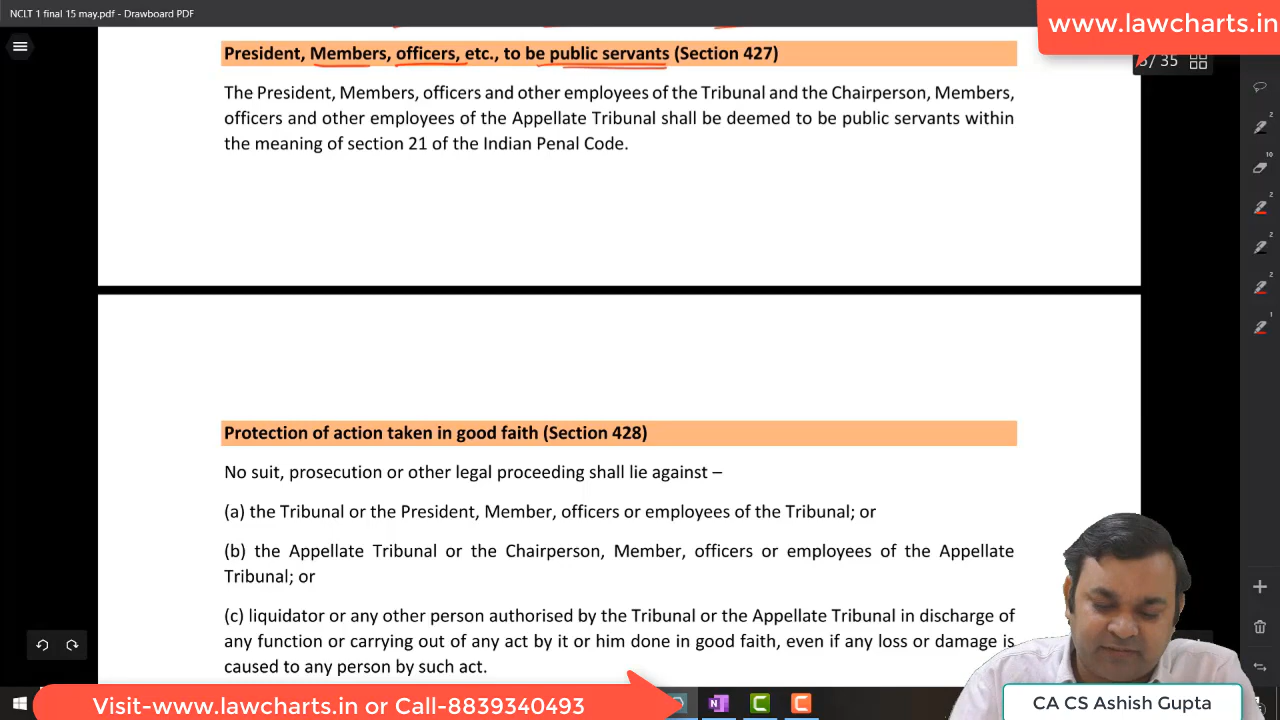 NCLT 1 final 15 may.pdf - Drawboard PDF
www.lawcharts.in
President, Members, officers, etc., to be public servants (Section 427)
/ 35
The President, Members, officers and other employees of the Tribunal and the Chairperson, Members,
officers and other employees of the Appellate Tribunal shall be deemed to be public servants within
the meaning of section 21 of the Indian Penal Code.
2
10
2
2
2
1
Protection of action taken in good faith (Section 428)
No suit, prosecution or other legal proceeding shall lie against –
(a) the Tribunal or the President, Member, officers or employees of the Tribunal; or
(b) the Appellate Tribunal or the Chairperson, Member, officers or employees of the Appellate
Tribunal; or
(c) liquidator or any other person authorised by the Tribunal or the Appellate Tribunal in discharge of
any function or carrying out of any act by it or him done in good faith, even if any loss or damage is
caused to any person by such act.
Visit-www.lawcharts.in or Call-8839340493
CA CS Ashish Gupta